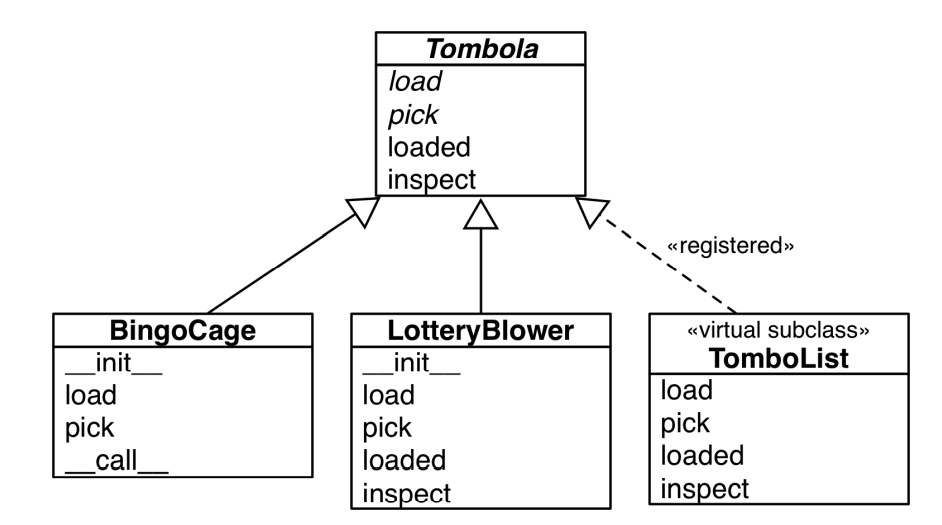 Tombola
load
pick
loaded
inspect
«registered»
BingoCage
__init__
load
pick
__call__
LotteryBlower
__init__
load
pick
loaded
inspect
«virtual subclass»
TomboList
load
pick
loaded
inspect